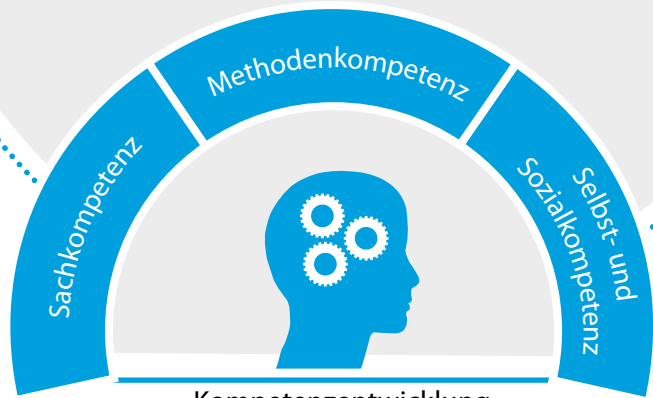 Methodenkompetenz
Sachkompetenz
Selbst- und
Sozialkompetenz
Kompetenzentwicklung